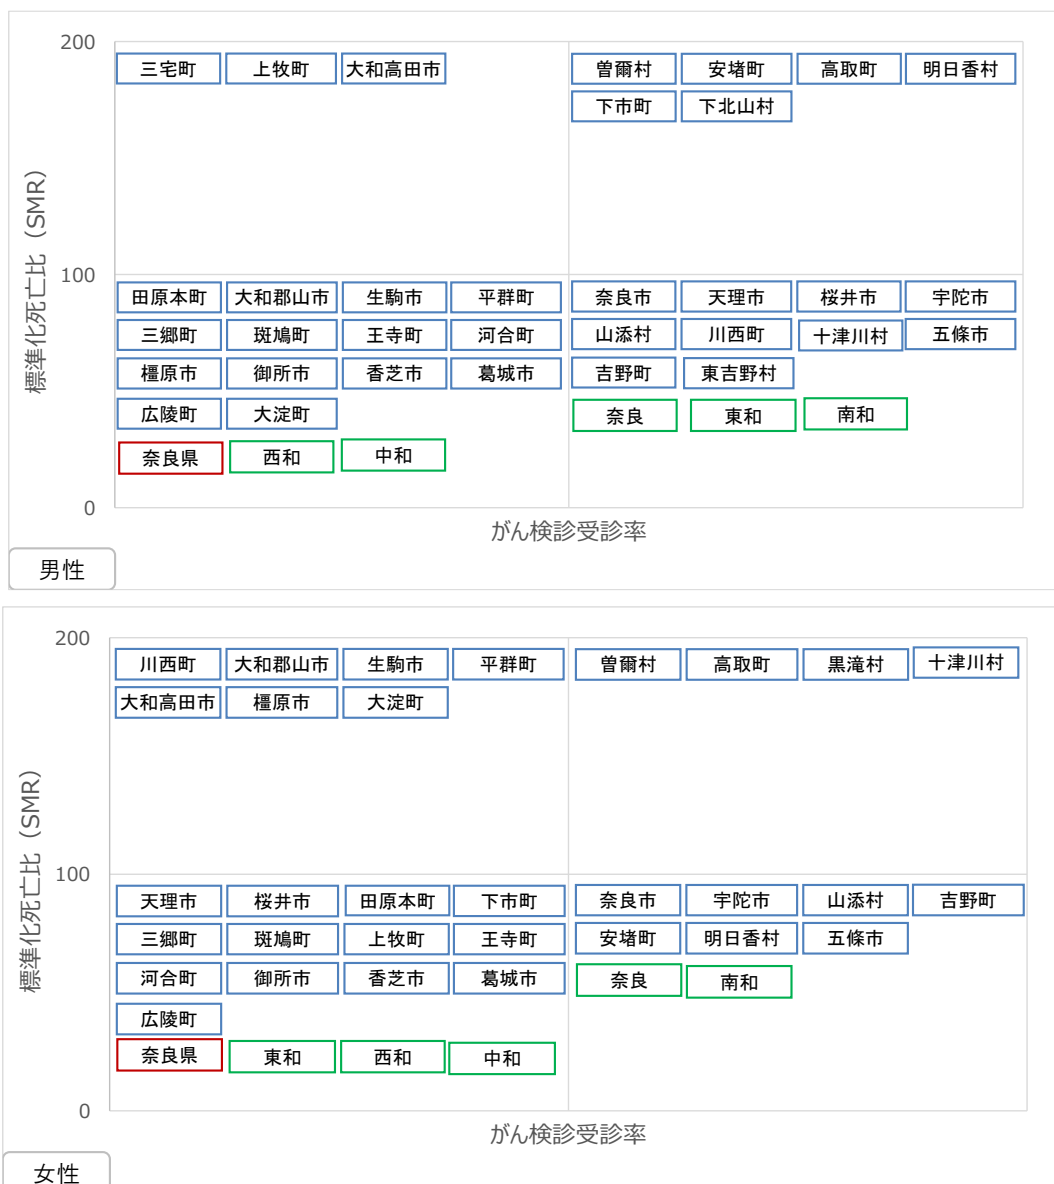 200
三宅町 上牧町 大和高田市 曽爾村 安堵町 高取町 明日香村
下市町 下北山村
標準化死亡比（SMR）
100
田原本町 大和郡山市 生駒市 平群町 奈良市 天理市 桜井市 宇陀市
三郷町 斑鳩町 王寺町 河合町 山添村 川西町 十津川村 五條市
橿原市 御所市 香芝市 葛城市 吉野町 東吉野村
広陵町 大淀町 奈良 東和 南和
奈良県 西和 中和
0
がん検診受診率
男性
200
川西町 大和郡山市 生駒市 平群町 曽爾村 高取町 黒滝村 十津川村
大和高田市 橿原市 大淀町
標準化死亡比（SMR）
100
天理市 桜井市 田原本町 下市町 奈良市 宇陀市 山添村 吉野町
三郷町 斑鳩町 上牧町 王寺町 安堵町 明日香村 五條市
河合町 御所市 香芝市 葛城市 奈良 南和
広陵町
奈良県 東和 西和 中和
0
がん検診受診率
女性